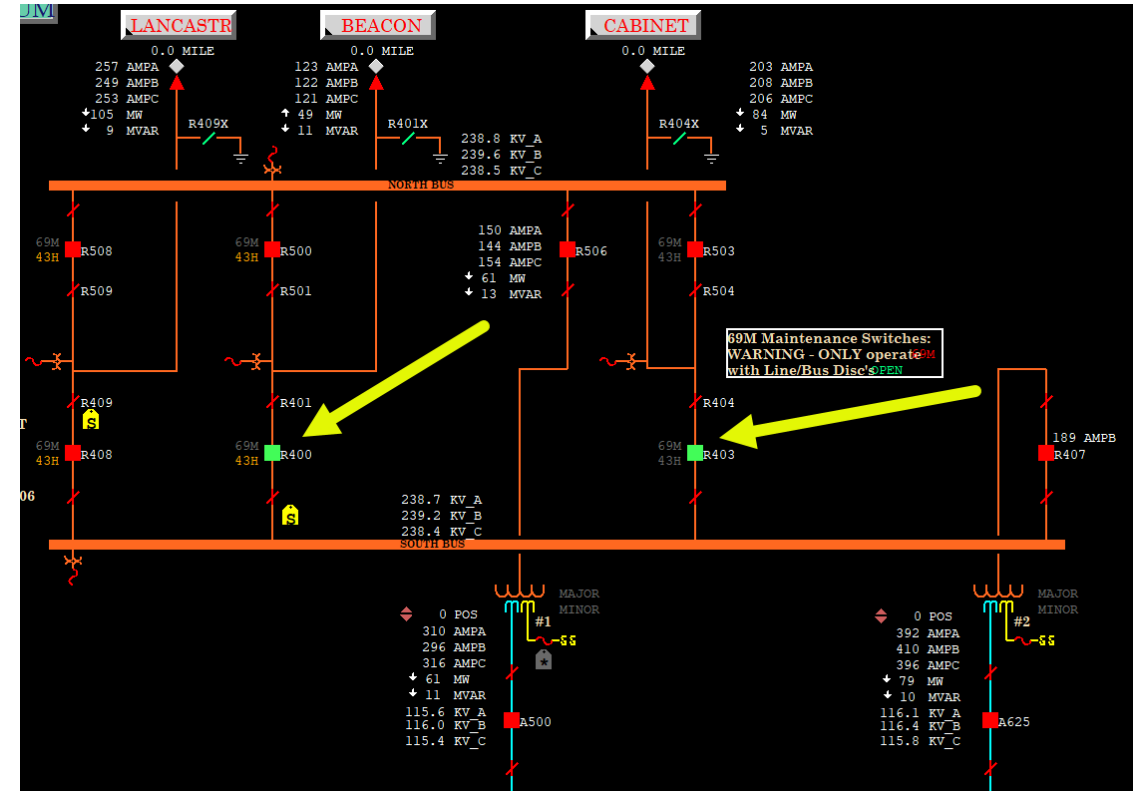 UM
LANCASTR
BEACON
CABINET
0.0 MILE
0.0 MILE
0.0 MILE
257 AMPA
249 AMPB
253 AMPC
105 MW
9 MVAR
R409X
123 AMPA
122 AMPB
121 AMPC
49 MW
11 MVAR
R401X
203 AMPA
208 AMPB
206 AMPC
84 MW
5 MVAR
R404X
238.8 KV_A
239.6 KV_B
238.5 KV_C
NORTH BUS
69M
43H
R508
R509
69M
43H
R500
R501
150 AMPA
144 AMPB
154 AMPC
61 MW
13 MVAR
R506
69M
43H
R503
R504
69M Maintenance Switches:
WARNING - ONLY operate
with Line/Bus Disc's OPEN
R409
S
T
69M
43H
R408
06
R401
69M
43H
R400
S
R404
69M
43H
R403
189 AMPB
R407
238.7 KV_A
239.2 KV_B
238.4 KV_C
SOUTH BUS
MAJOR
MINOR
#1
0 POS
310 AMPA
296 AMPB
316 AMPC
61 MW
11 MVAR
115.6 KV_A
116.0 KV_B
115.4 KV_C
A500
MAJOR
MINOR
#2
0 POS
392 AMPA
410 AMPB
396 AMPC
79 MW
10 MVAR
116.1 KV_A
116.4 KV_B
115.8 KV_C
A625